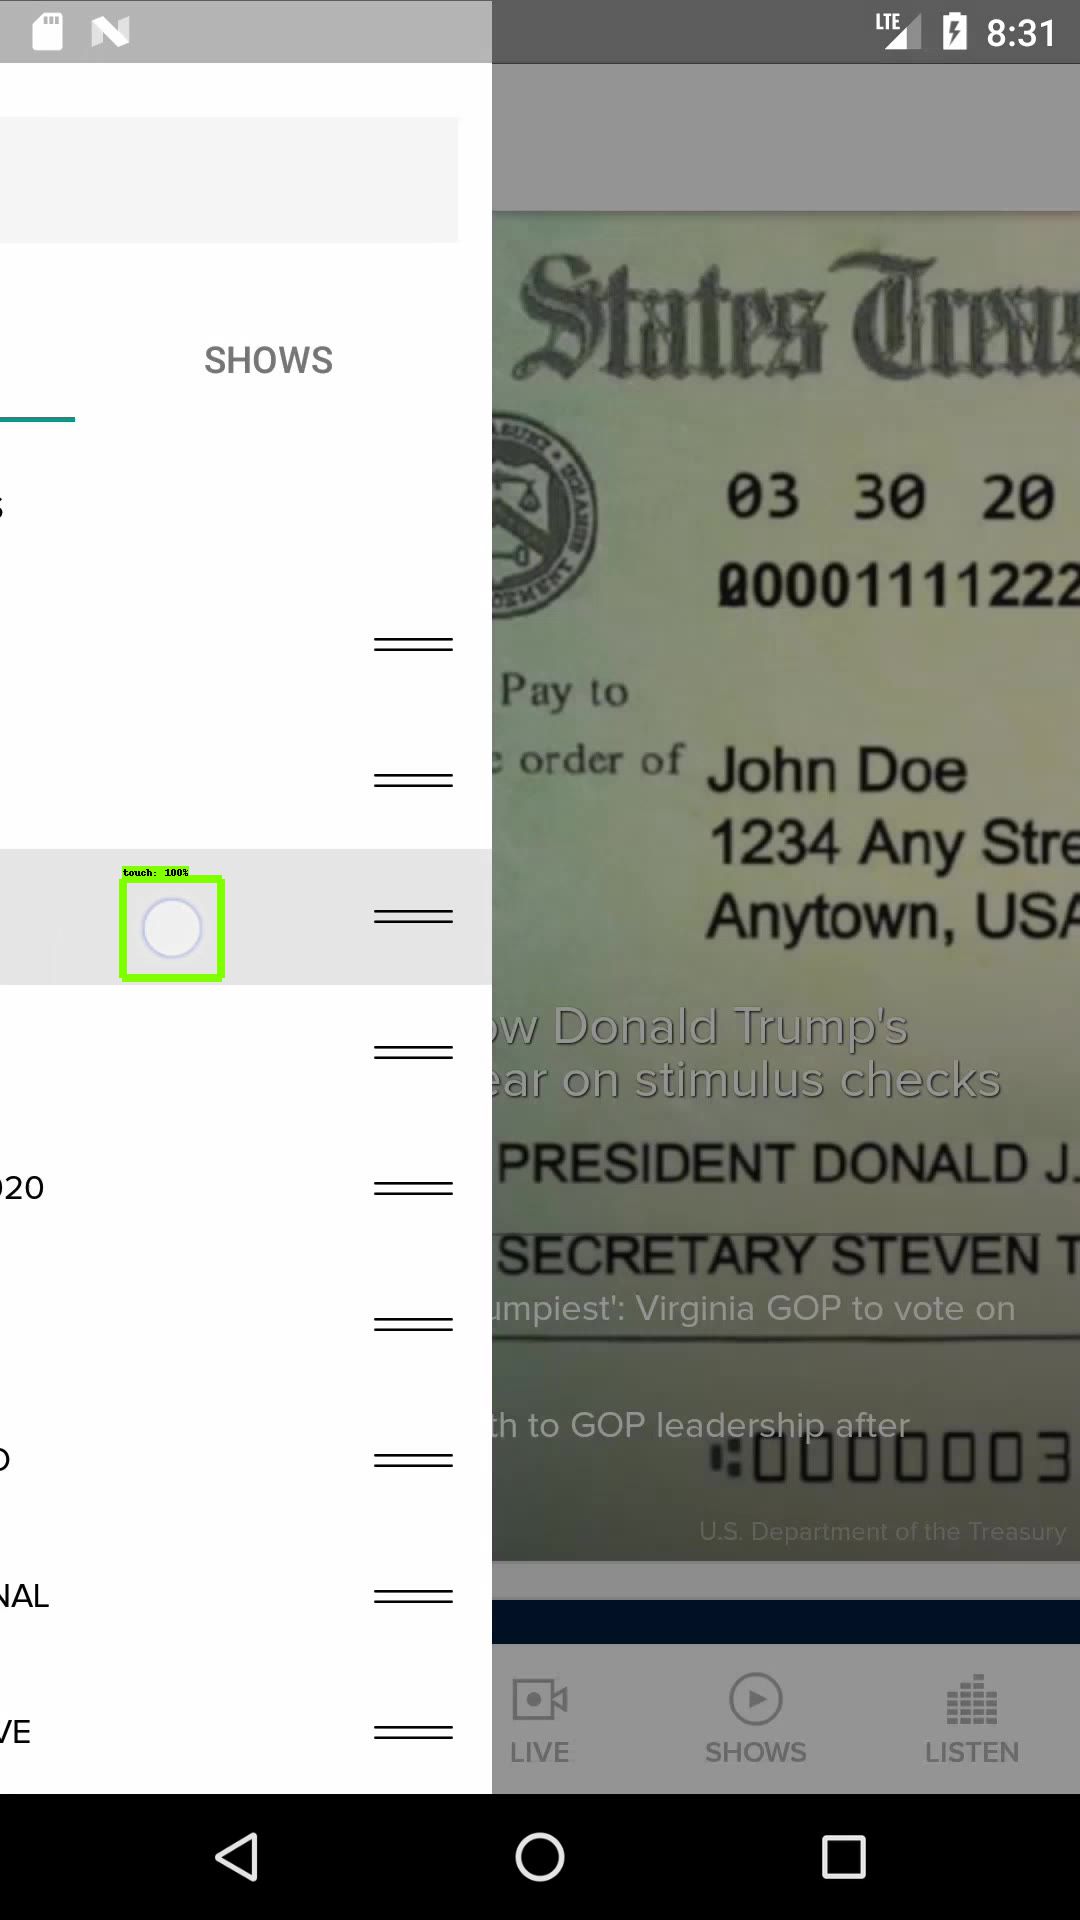 LTE 8:31
SHOWS
States Treas
03 30 20
00001111222
Pay to
order of
John Doe
1234 Any Stre
Anytown, USA
touch: 100%
ow Donald Trump's
ear on stimulus checks
PRESIDENT DONALD J.
020
SECRETARY STEVEN T
umpiest': Virginia GOP to vote on
th to GOP leadership after
0000003
U.S. Department of the Treasury
NAL
VE
LIVE
SHOWS
LISTEN